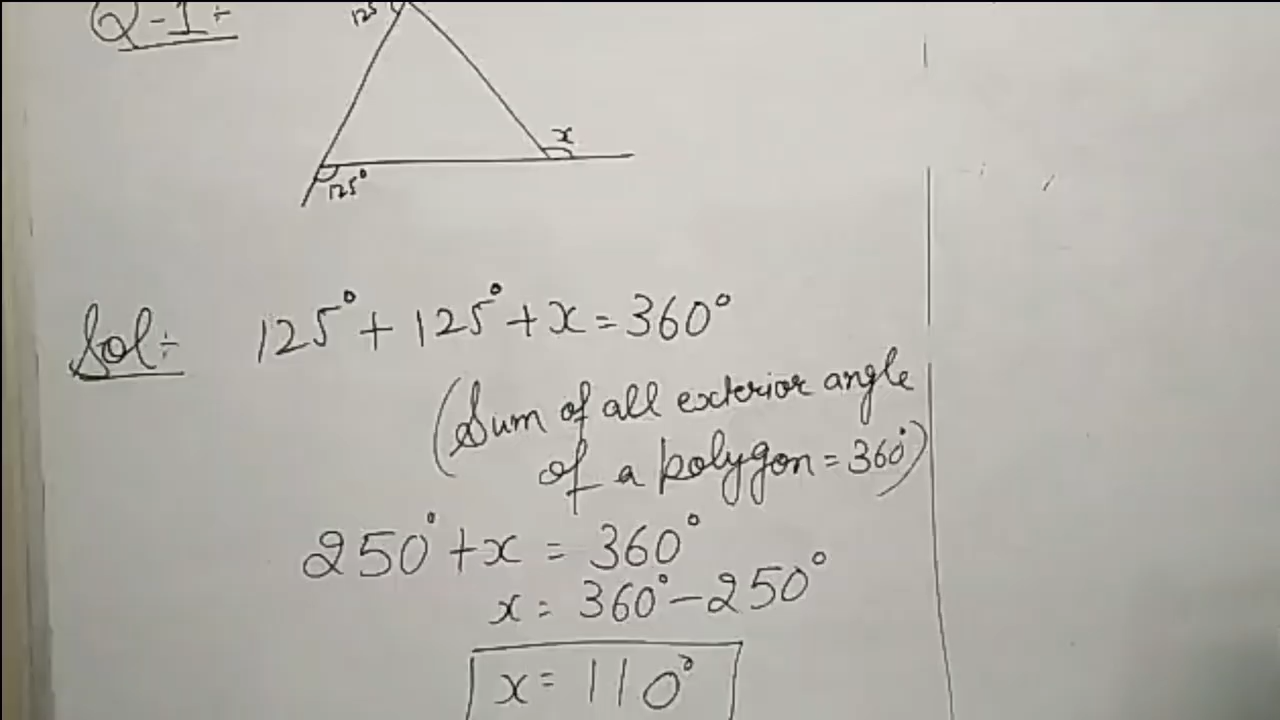 Q-1÷
125
x
125°
Sol÷ 125° + 125° + x = 360°
(Sum of all exterior angle
of a polygon = 360°)
250° + x = 360°
x = 360° - 250°
x = 110°